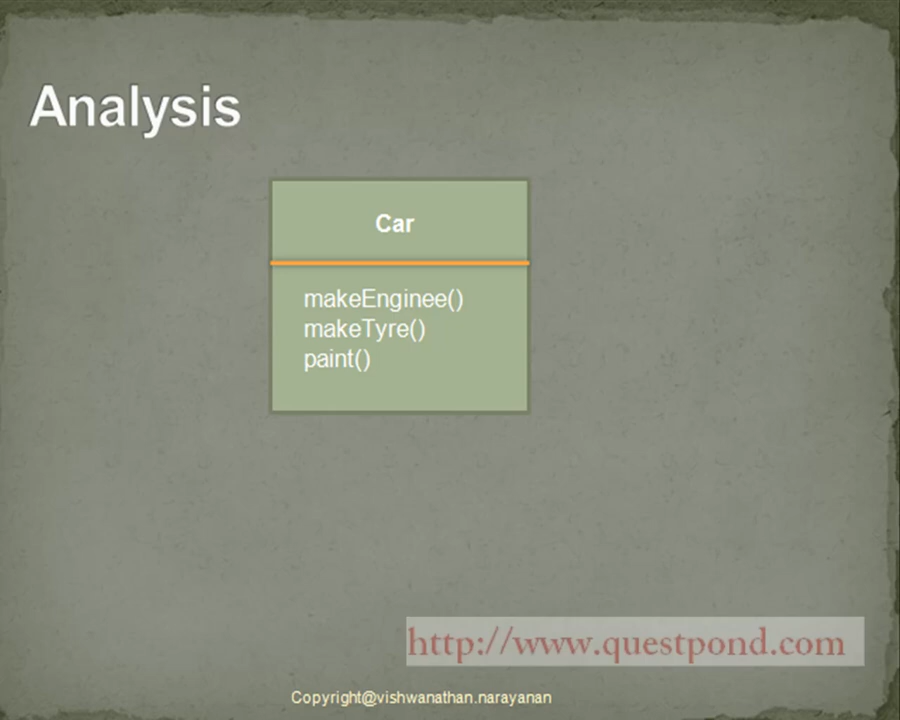 Analysis
Car
makeEnginee()
makeTyre()
paint()
http://www.questpond.com
Copyright@vishwanathan.narayanan